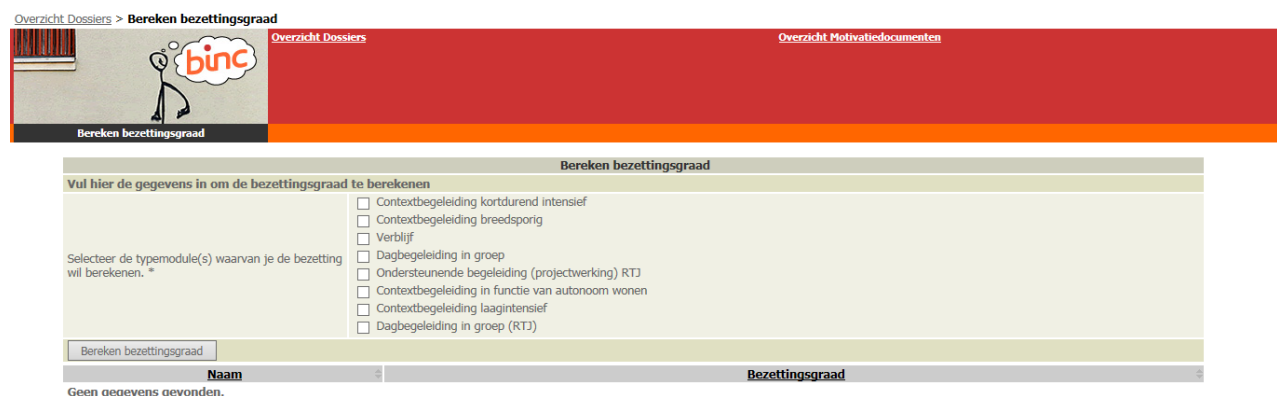 Overzicht Dossiers > Bereken bezettingsgraad
binc
Overzicht Dossiers
Overzicht Motivatiedocumenten
Bereken bezettingsgraad
Bereken bezettingsgraad
Vul hier de gegevens in om de bezettingsgraad te berekenen
Selecteer de typemodule(s) waarvan je de bezetting
wil berekenen. *
Contextbegeleiding kortdurend intensief
Contextbegeleiding breedsporig
Verblijf
Dagbegeleiding in groep
Ondersteunende begeleiding (projectwerking) RTJ
Contextbegeleiding in functie van autonoom wonen
Contextbegeleiding laagintensief
Dagbegeleiding in groep (RTJ)
Bereken bezettingsgraad
Naam
Bezettingsgraad
Geen gegevens gevonden.